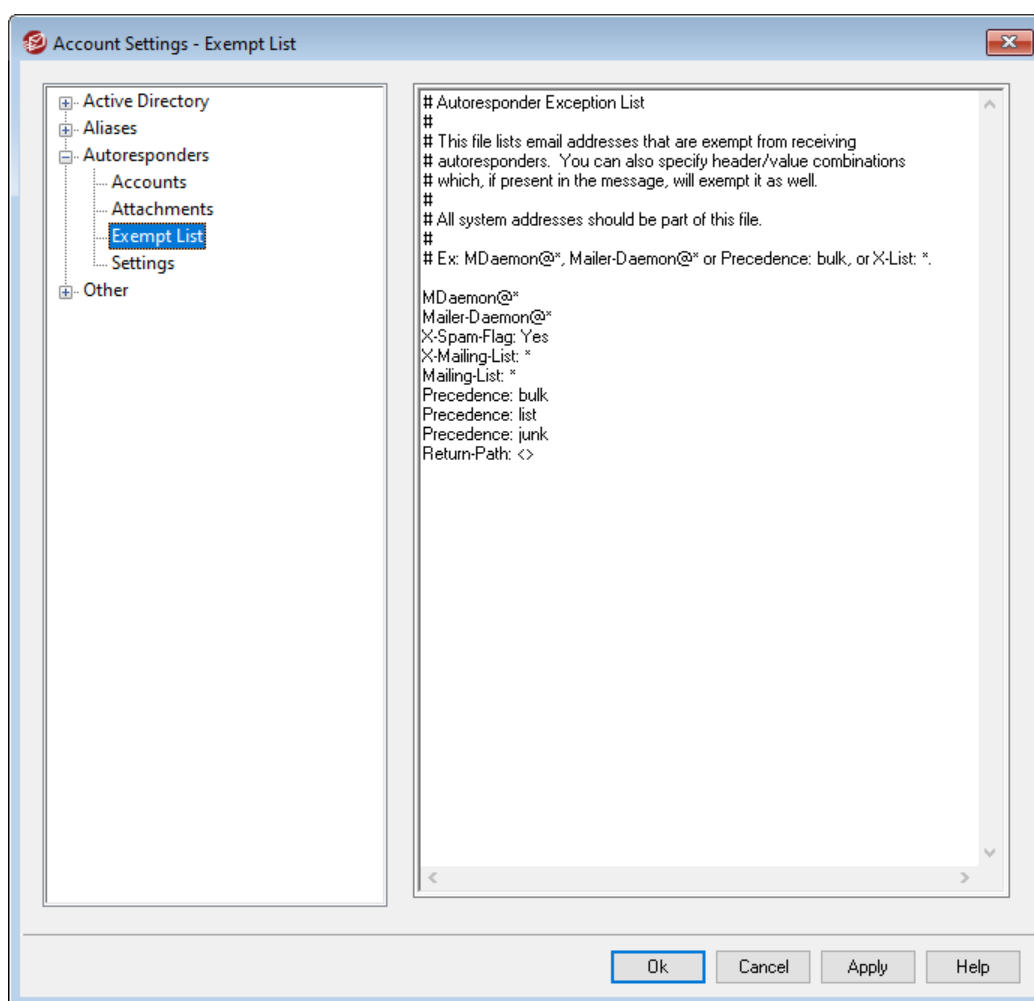 Account Settings - Exempt List
Active Directory
Aliases
Autoresponders
Accounts
Attachments
Exempt List
Settings
Other
# Autoresponder Exception List
#
# This file lists email addresses that are exempt from receiving
# autoresponders.  You can also specify header/value combinations
# which, if present in the message, will exempt it as well.
#
# All system addresses should be part of this file.
#
# Ex: MDaemon@*, Mailer-Daemon@* or Precedence: bulk, or X-List: *.
MDaemon@*
Mailer-Daemon@*
X-Spam-Flag: Yes
X-Mailing-List: *
Mailing-List: *
Precedence: bulk
Precedence: list
Precedence: junk
Return-Path: <>
Ok Cancel Apply Help